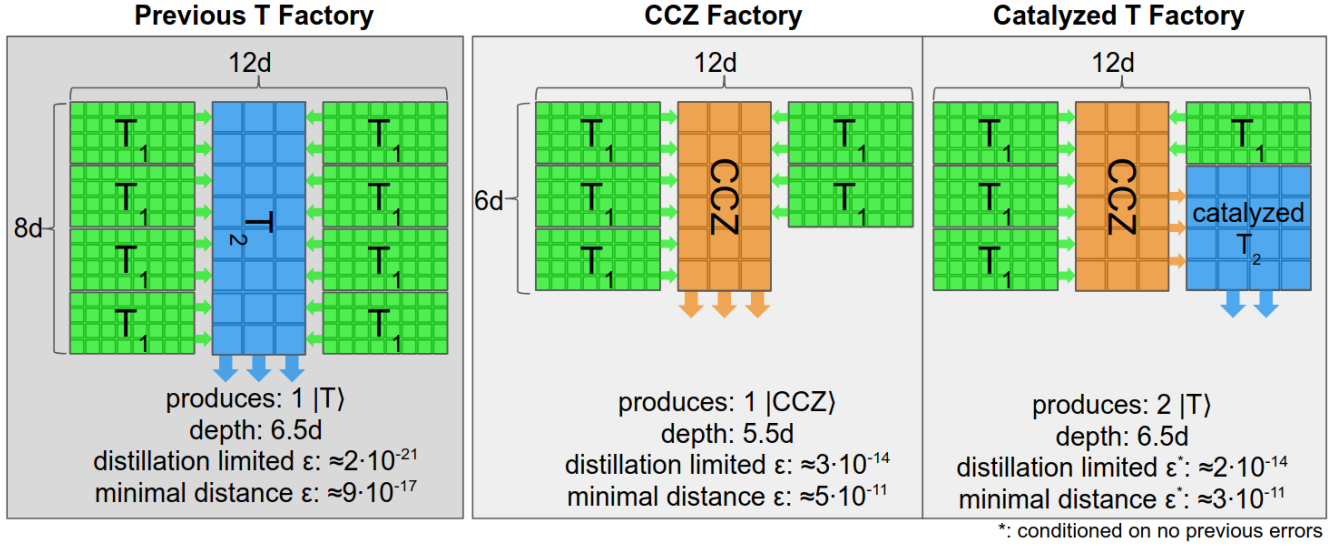 Previous T Factory
12d
8d
T1
T1
T1
T1
T2
T1
T1
T1
T1
produces: 1 |T⟩
depth: 6.5d
distillation limited ε: ≈2·10⁻²¹
minimal distance ε: ≈9·10⁻¹⁷
CCZ Factory
12d
6d
T1
T1
T1
CCZ
T1
T1
produces: 1 |CCZ⟩
depth: 5.5d
distillation limited ε: ≈3·10⁻¹⁴
minimal distance ε: ≈5·10⁻¹¹
Catalyzed T Factory
12d
T1
T1
T1
CCZ
T1
catalyzed
T2
produces: 2 |T⟩
depth: 6.5d
distillation limited ε*: ≈2·10⁻¹⁴
minimal distance ε*: ≈3·10⁻¹¹
*: conditioned on no previous errors